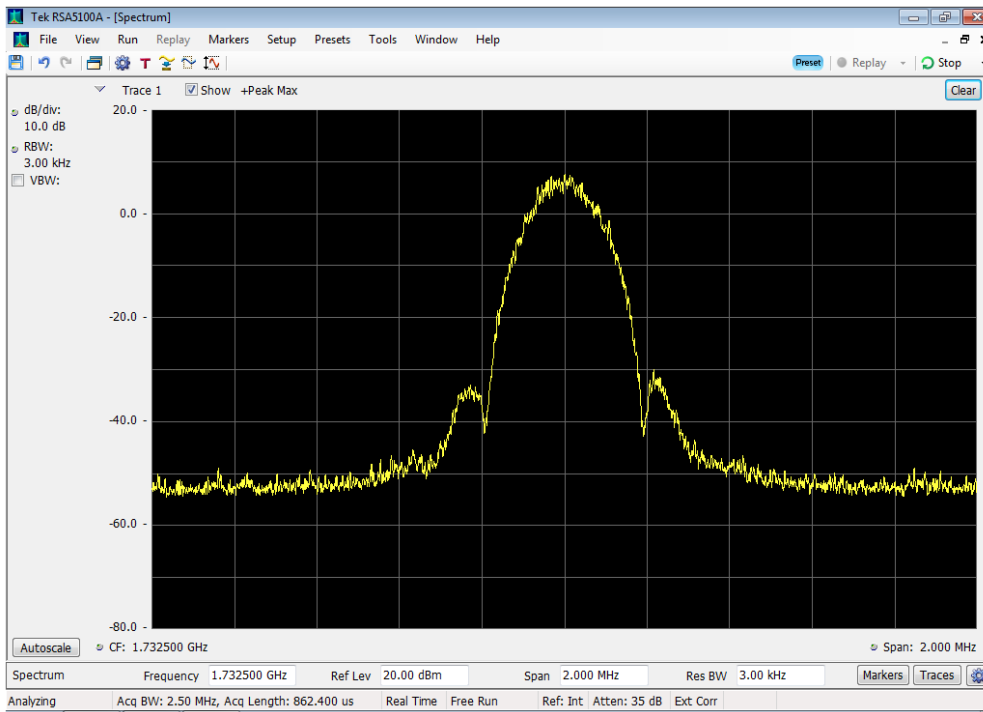 Tek RSA5100A - [Spectrum]
File View Run Replay Markers Setup Presets Tools Window Help
T Preset Replay Stop
Trace 1 Show +Peak Max Clear
dB/div:
10.0 dB
RBW:
3.00 kHz
VBW:
20.0 -
0.0 -
-20.0 -
-40.0 -
-60.0 -
-80.0 -
Autoscale CF: 1.732500 GHz Span: 2.000 MHz
Spectrum Frequency 1.732500 GHz Ref Lev 20.00 dBm Span 2.000 MHz Res BW 3.00 kHz Markers Traces
Analyzing Acq BW: 2.50 MHz, Acq Length: 862.400 us Real Time Free Run Ref: Int Atten: 35 dB Ext Corr